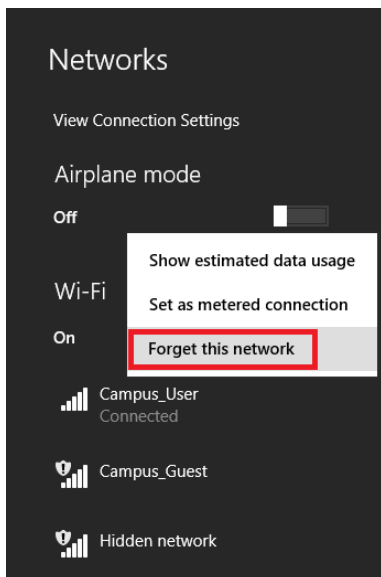 Networks
View Connection Settings
Airplane mode
Off
Show estimated data usage
Wi-Fi
Set as metered connection
On
Forget this network
Campus_User
Connected
Campus_Guest
Hidden network